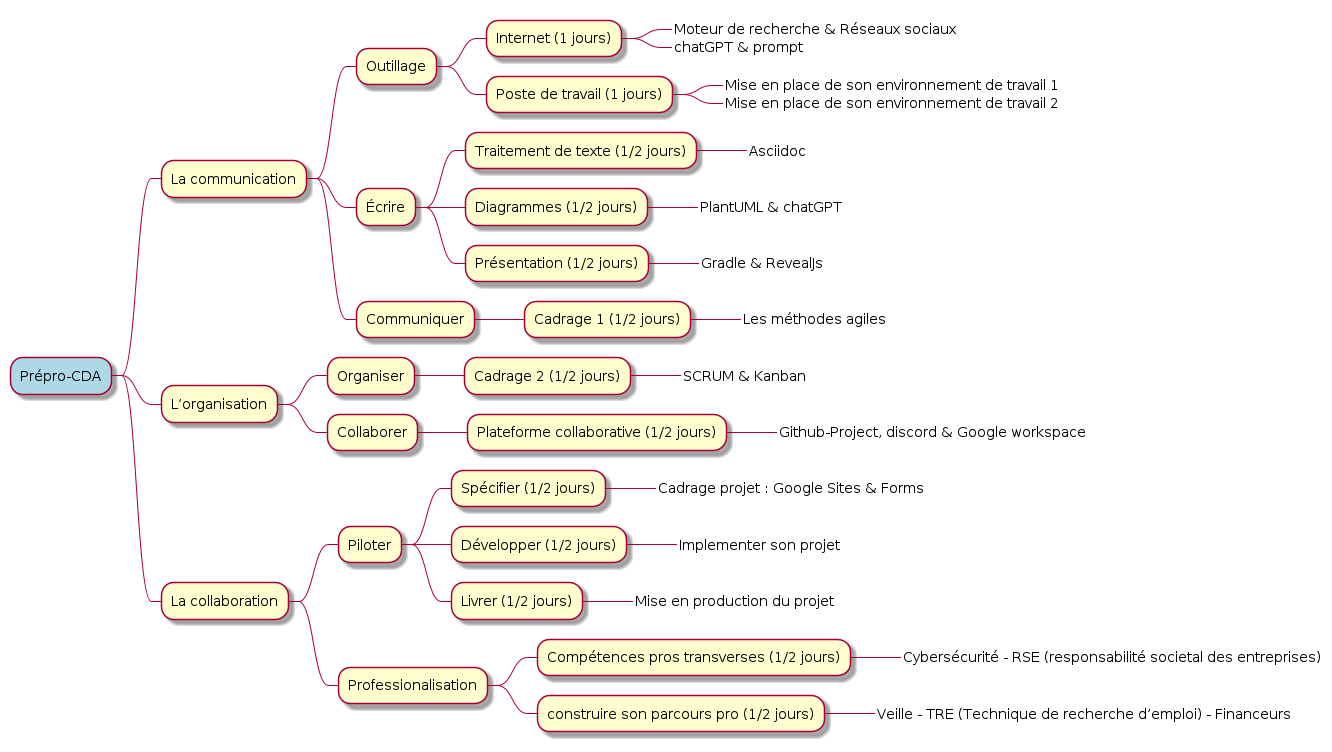 Prépro-CDA
La communication
Outillage
Internet (1 jours)
Moteur de recherche & Réseaux sociaux
chatGPT & prompt
Poste de travail (1 jours)
Mise en place de son environnement de travail 1
Mise en place de son environnement de travail 2
Écrire
Traitement de texte (1/2 jours)
Asciidoc
Diagrammes (1/2 jours)
PlantUML & chatGPT
Présentation (1/2 jours)
Gradle & RevealJs
Communiquer
Cadrage 1 (1/2 jours)
Les méthodes agiles
L’organisation
Organiser
Cadrage 2 (1/2 jours)
SCRUM & Kanban
Collaborer
Plateforme collaborative (1/2 jours)
Github-Project, discord & Google workspace
La collaboration
Piloter
Spécifier (1/2 jours)
Cadrage projet : Google Sites & Forms
Développer (1/2 jours)
Implementer son projet
Livrer (1/2 jours)
Mise en production du projet
Professionalisation
Compétences pros transverses (1/2 jours)
Cybersécurité - RSE (responsabilité societal des entreprises)
construire son parcours pro (1/2 jours)
Veille - TRE (Technique de recherche d’emploi) - Financeurs